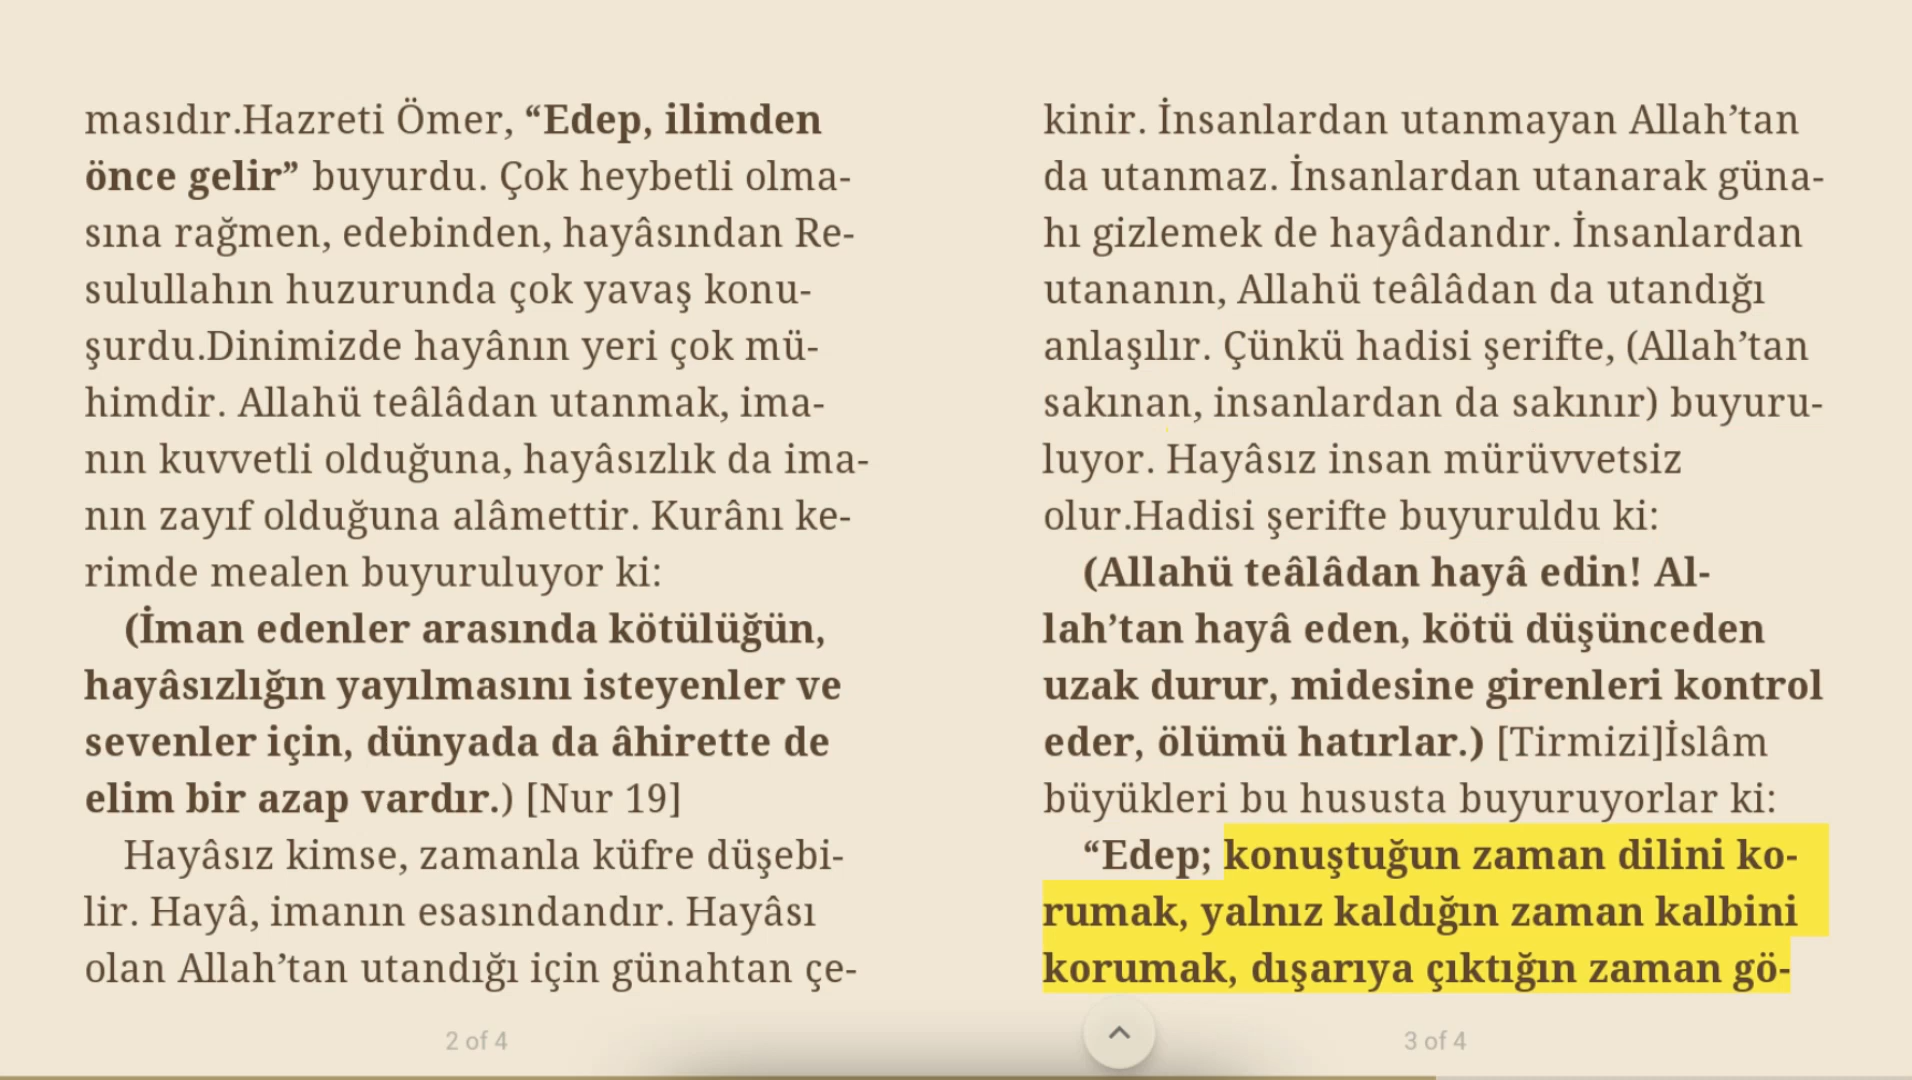 masıdır.Hazreti Ömer, “Edep, ilimden
önce gelir” buyurdu. Çok heybetli olma-
sına rağmen, edebinden, hayâsından Re-
sulullahın huzurunda çok yavaş konu-
şurdu.Dinimizde hayânın yeri çok mü-
himdir. Allahü teâlâdan utanmak, ima-
nın kuvvetli olduğuna, hayâsızlık da ima-
nın zayıf olduğuna alâmettir. Kurânı ke-
rimde mealen buyuruluyor ki:
(İman edenler arasında kötülüğün,
hayâsızlığın yayılmasını isteyenler ve
sevenler için, dünyada da âhirette de
elim bir azap vardır.) [Nur 19]
Hayâsız kimse, zamanla küfre düşebi-
lir. Hayâ, imanın esasındandır. Hayâsı
olan Allah’tan utandığı için günahtan çe-
2 of 4
kinir. İnsanlardan utanmayan Allah’tan
da utanmaz. İnsanlardan utanarak güna-
hı gizlemek de hayâdandır. İnsanlardan
utananın, Allahü teâlâdan da utandığı
anlaşılır. Çünkü hadisi şerifte, (Allah’tan
sakınan, insanlardan da sakınır) buyuru-
luyor. Hayâsız insan mürüvvetsiz
olur.Hadisi şerifte buyuruldu ki:
(Allahü teâlâdan hayâ edin! Al-
lah’tan hayâ eden, kötü düşünceden
uzak durur, midesine girenleri kontrol
eder, ölümü hatırlar.) [Tirmizi]İslâm
büyükleri bu hususta buyuruyorlar ki:
“Edep; konuştuğun zaman dilini ko-
rumak, yalnız kaldığın zaman kalbini
korumak, dışarıya çıktığın zaman gö-
3 of 4